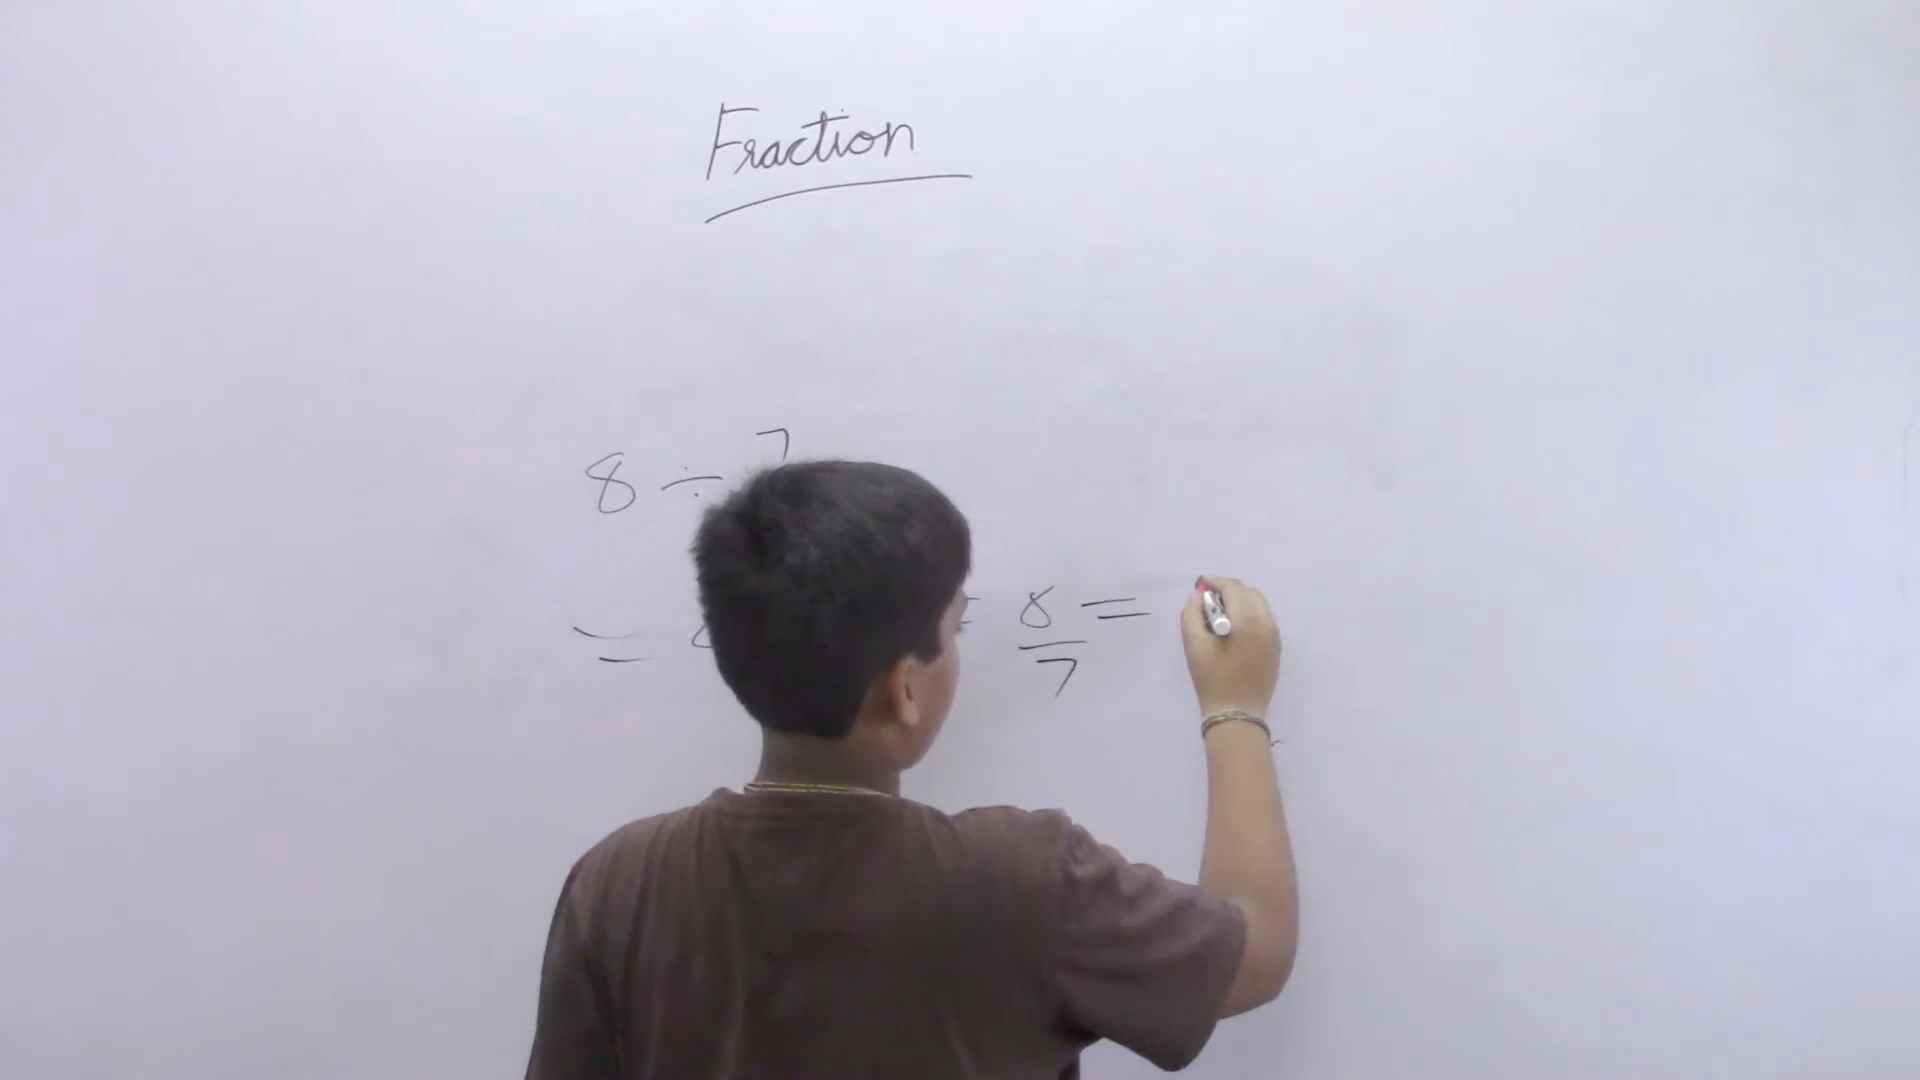 Fraction
8 ÷ 7
= = 8/7 =